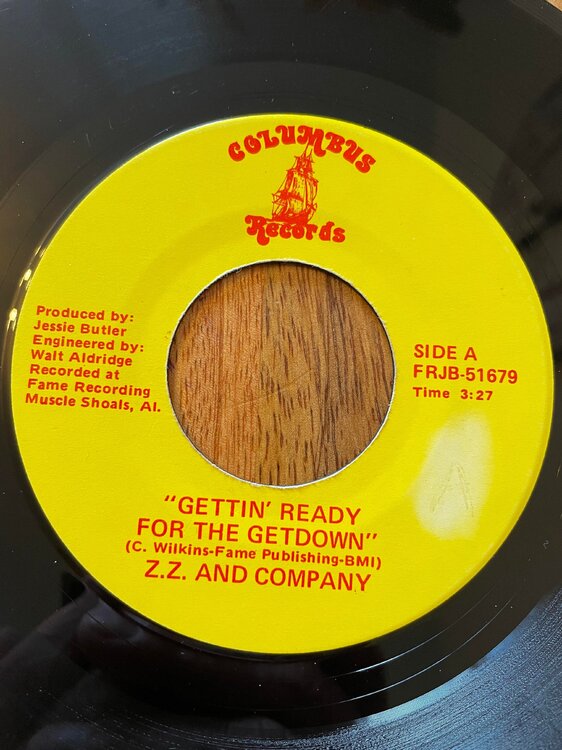 COLUMBUS
Records
Produced by:
Jessie Butler
Engineered by:
Walt Aldridge
Recorded at
Fame Recording
Muscle Shoals, Al.
SIDE A
FRJB-51679
Time 3:27
A
"GETTIN' READY
FOR THE GETDOWN"
(C. Wilkins-Fame Publishing-BMI)
Z.Z. AND COMPANY